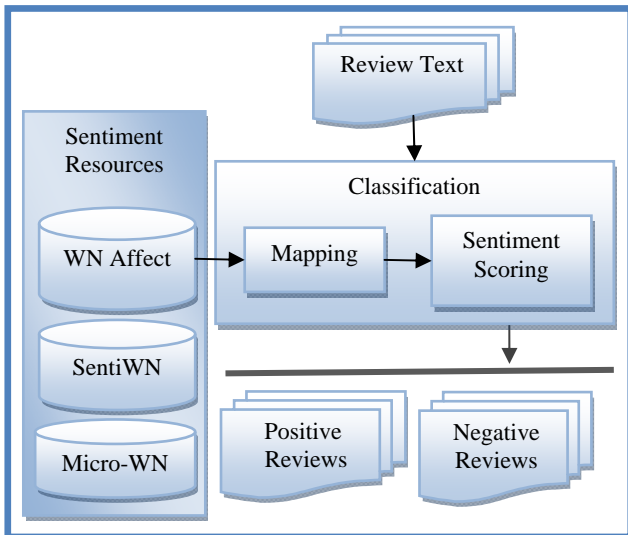 Review Text
Sentiment
Resources
Classification
WN Affect
Mapping
Sentiment
Scoring
SentiWN
Micro-WN
Positive
Reviews
Negative
Reviews